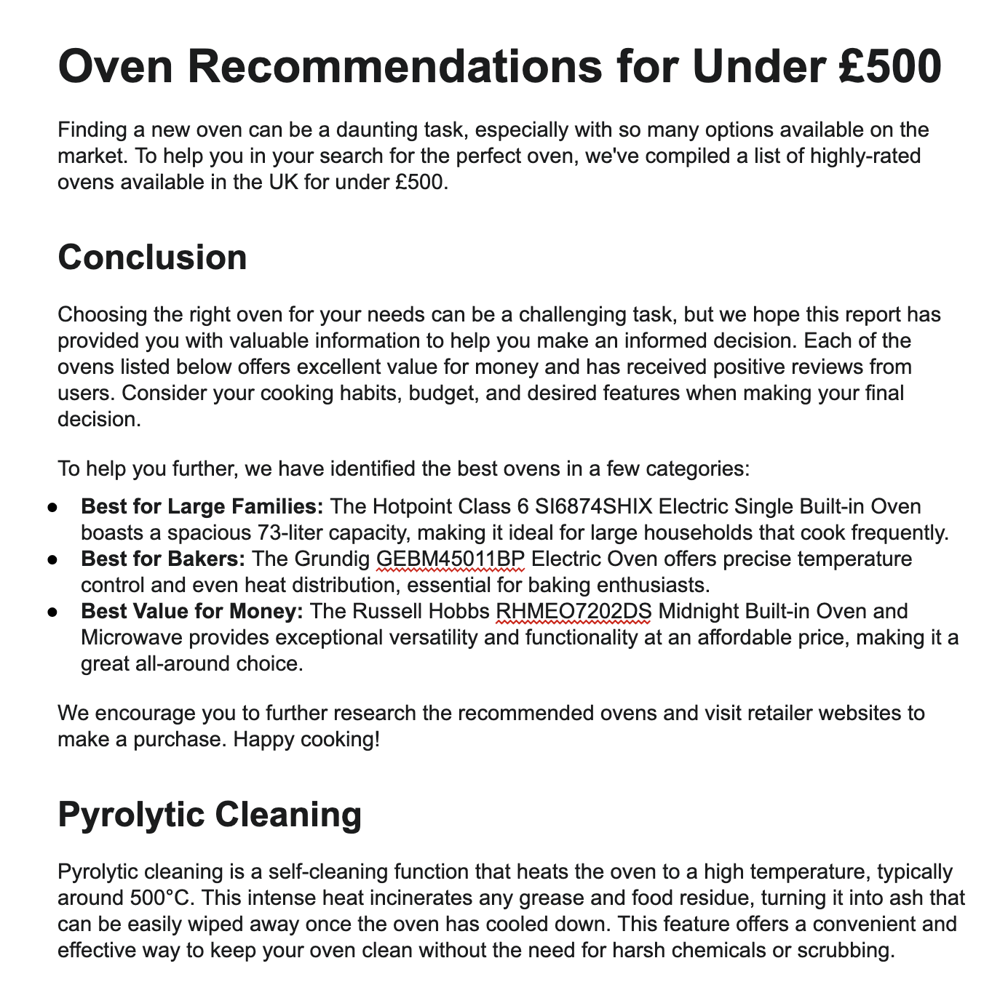 Oven Recommendations for Under £500
Finding a new oven can be a daunting task, especially with so many options available on the
market. To help you in your search for the perfect oven, we've compiled a list of highly-rated
ovens available in the UK for under £500.
Conclusion
Choosing the right oven for your needs can be a challenging task, but we hope this report has
provided you with valuable information to help you make an informed decision. Each of the
ovens listed below offers excellent value for money and has received positive reviews from
users. Consider your cooking habits, budget, and desired features when making your final
decision.
To help you further, we have identified the best ovens in a few categories:
● Best for Large Families: The Hotpoint Class 6 SI6874SHIX Electric Single Built-in Oven
boasts a spacious 73-liter capacity, making it ideal for large households that cook frequently.
● Best for Bakers: The Grundig GEBM45011BP Electric Oven offers precise temperature
control and even heat distribution, essential for baking enthusiasts.
● Best Value for Money: The Russell Hobbs RHMEO7202DS Midnight Built-in Oven and
Microwave provides exceptional versatility and functionality at an affordable price, making it a
great all-around choice.
We encourage you to further research the recommended ovens and visit retailer websites to
make a purchase. Happy cooking!
Pyrolytic Cleaning
Pyrolytic cleaning is a self-cleaning function that heats the oven to a high temperature, typically
around 500°C. This intense heat incinerates any grease and food residue, turning it into ash that
can be easily wiped away once the oven has cooled down. This feature offers a convenient and
effective way to keep your oven clean without the need for harsh chemicals or scrubbing.